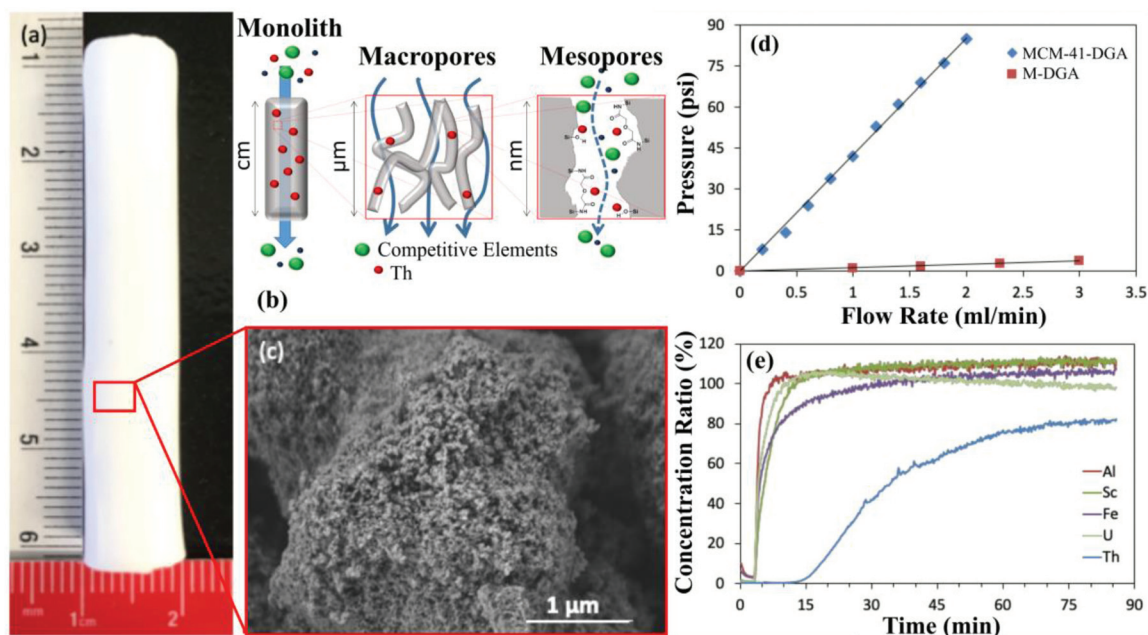 (a)
1
2
3
4
5
6
mm
1cm
2
Monolith
Macropores
Mesopores
cm
µm
nm
Competitive Elements
Th
(b)
(c)
1 µm
(d)
90
75
60
45
30
15
0
Pressure (psi)
MCM-41-DGA
M-DGA
0
0.5
1
1.5
2
2.5
3
3.5
Flow Rate (ml/min)
(e)
120
100
80
60
40
20
0
Concentration Ratio (%)
Al
Sc
Fe
U
Th
0
15
30
45
60
75
90
Time (min)